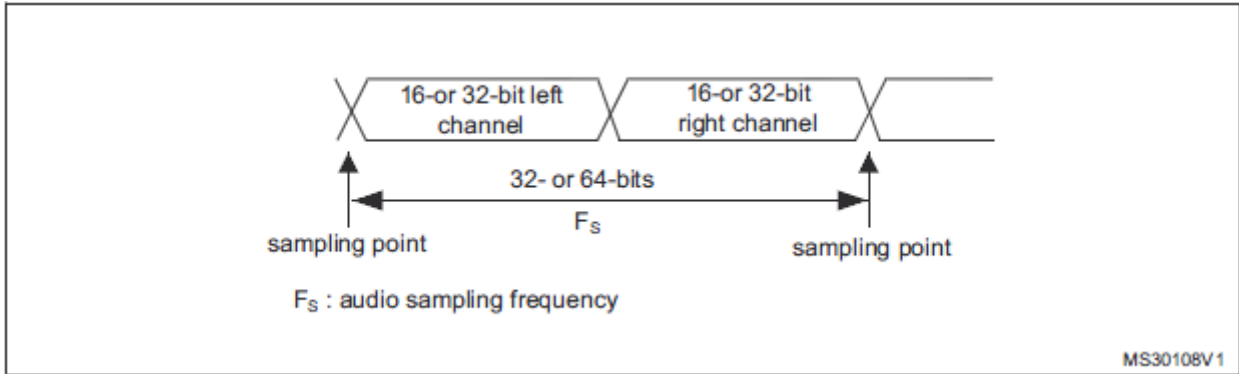 16-or 32-bit left
channel
16-or 32-bit
right channel
32- or 64-bits
FS
sampling point
sampling point
FS : audio sampling frequency
MS30108V1